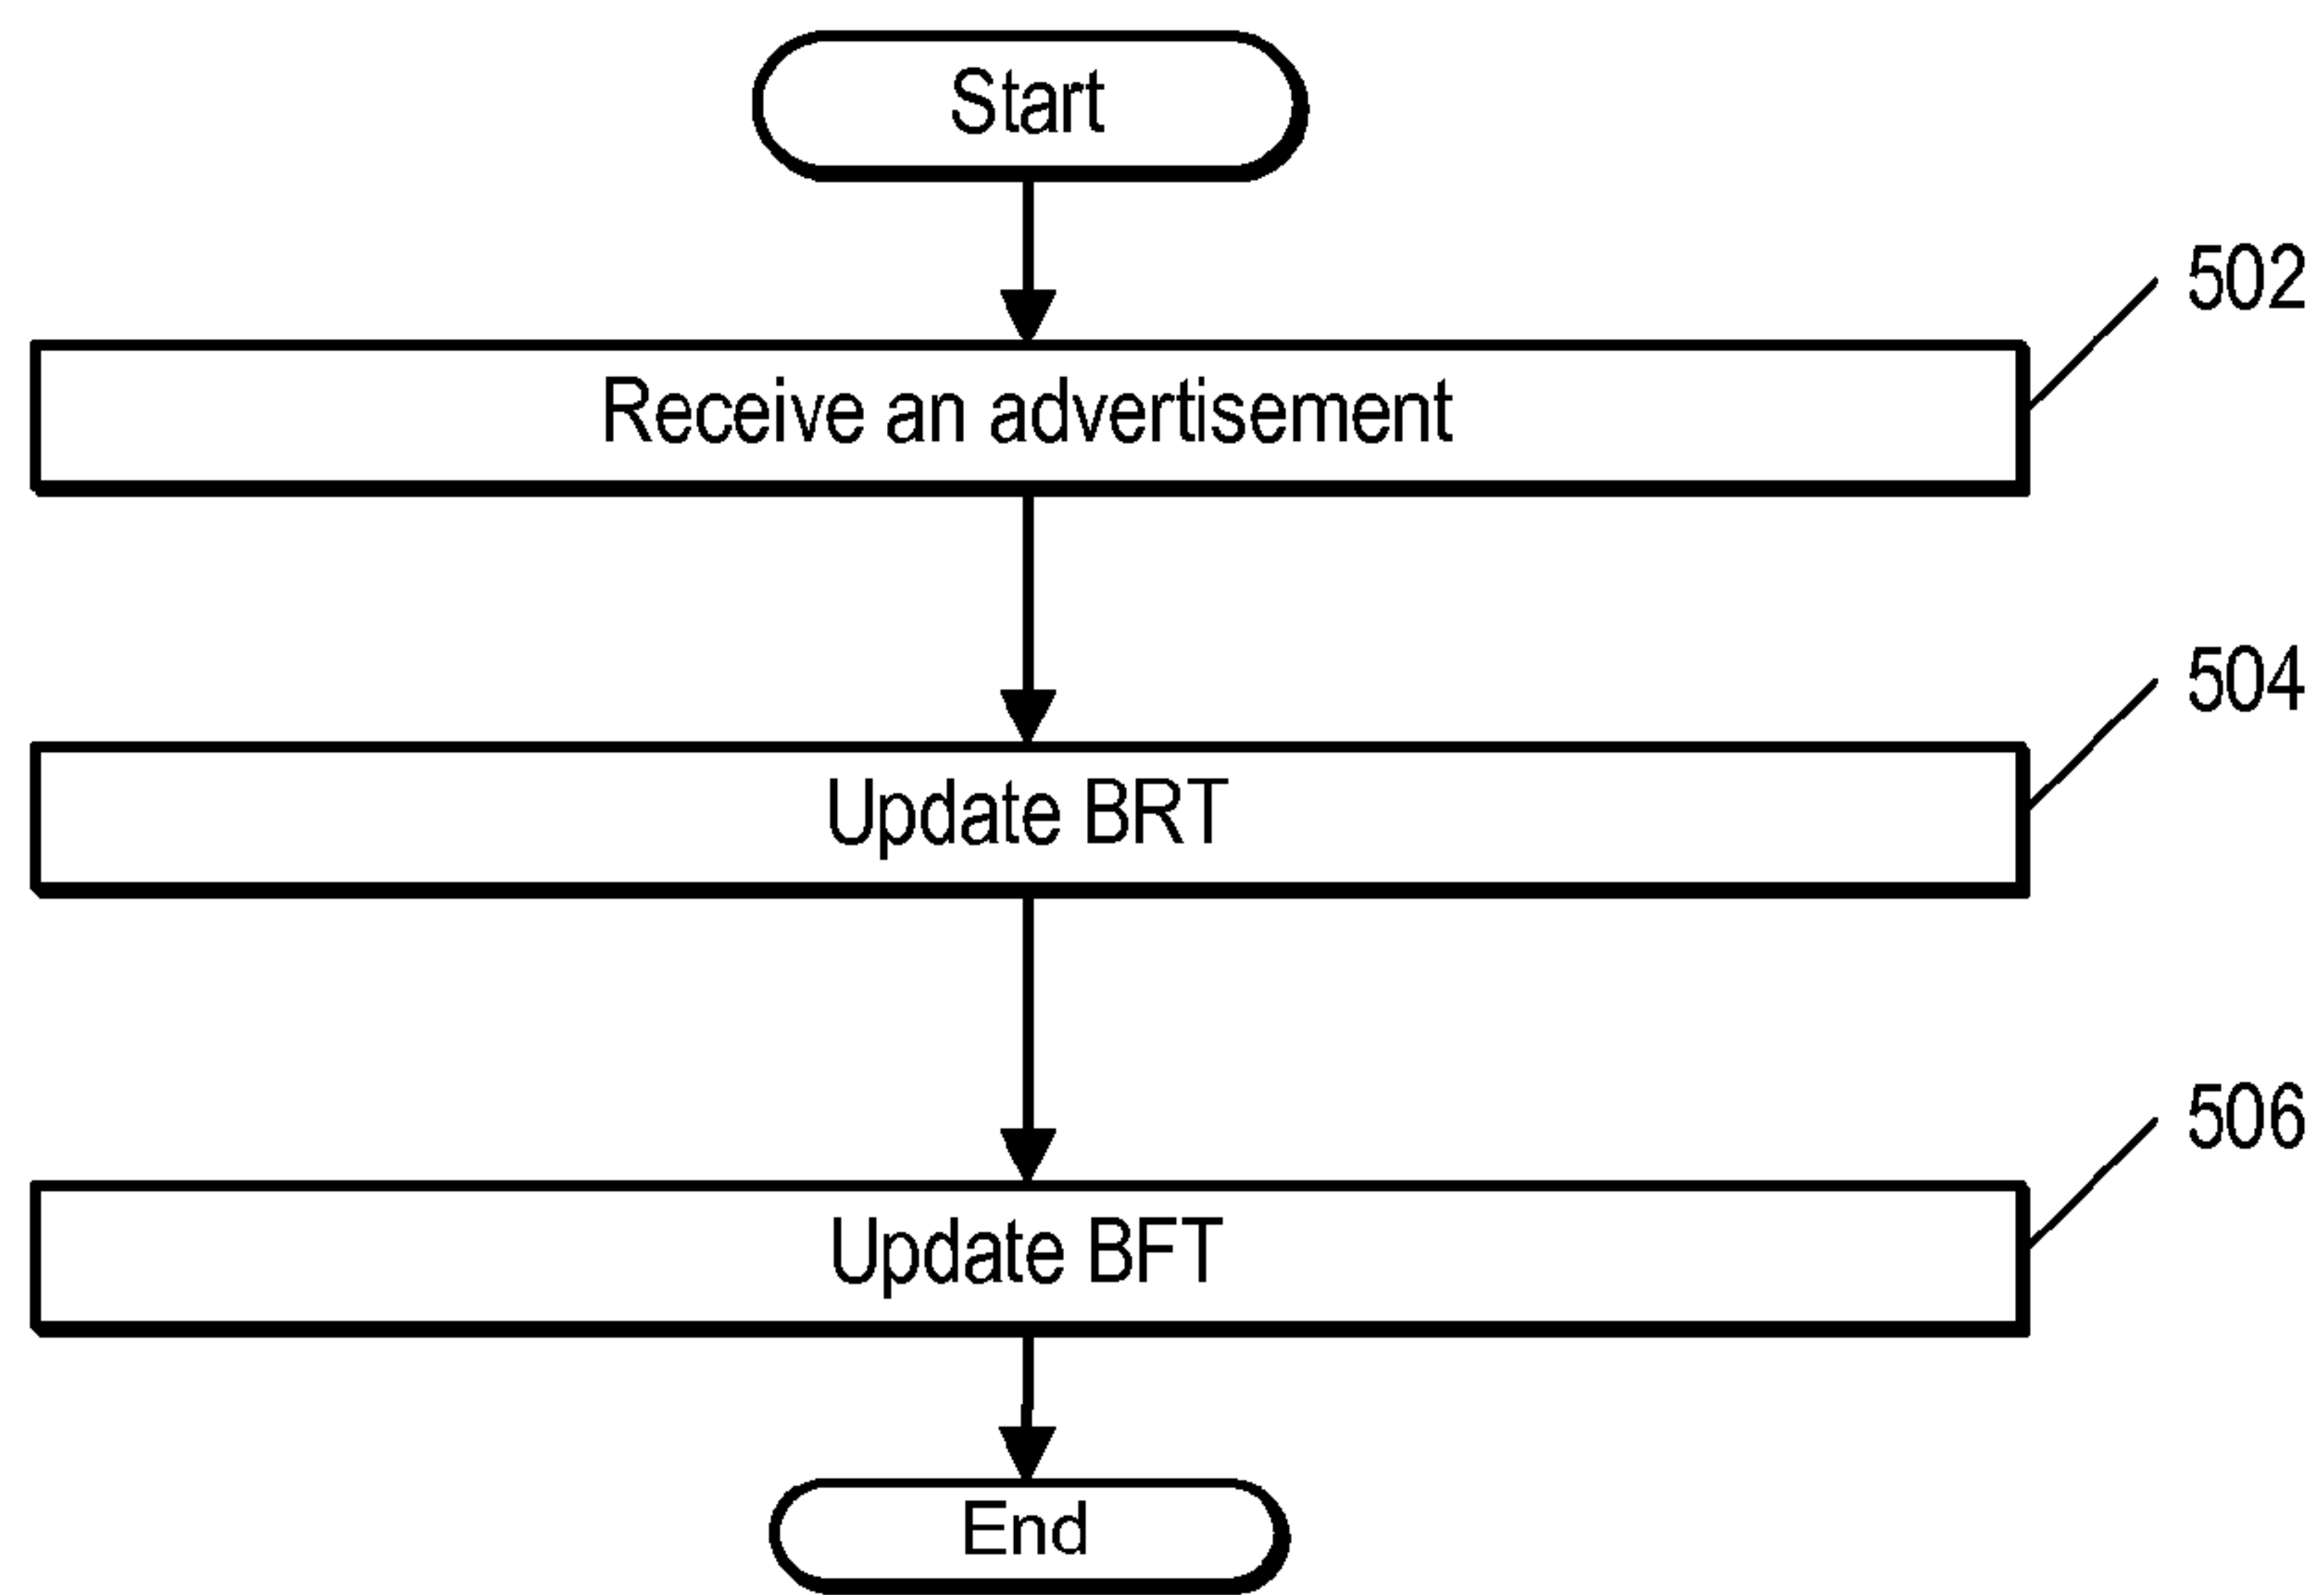 Start
502
Receive an advertisement
504
Update BRT
506
Update BFT
End